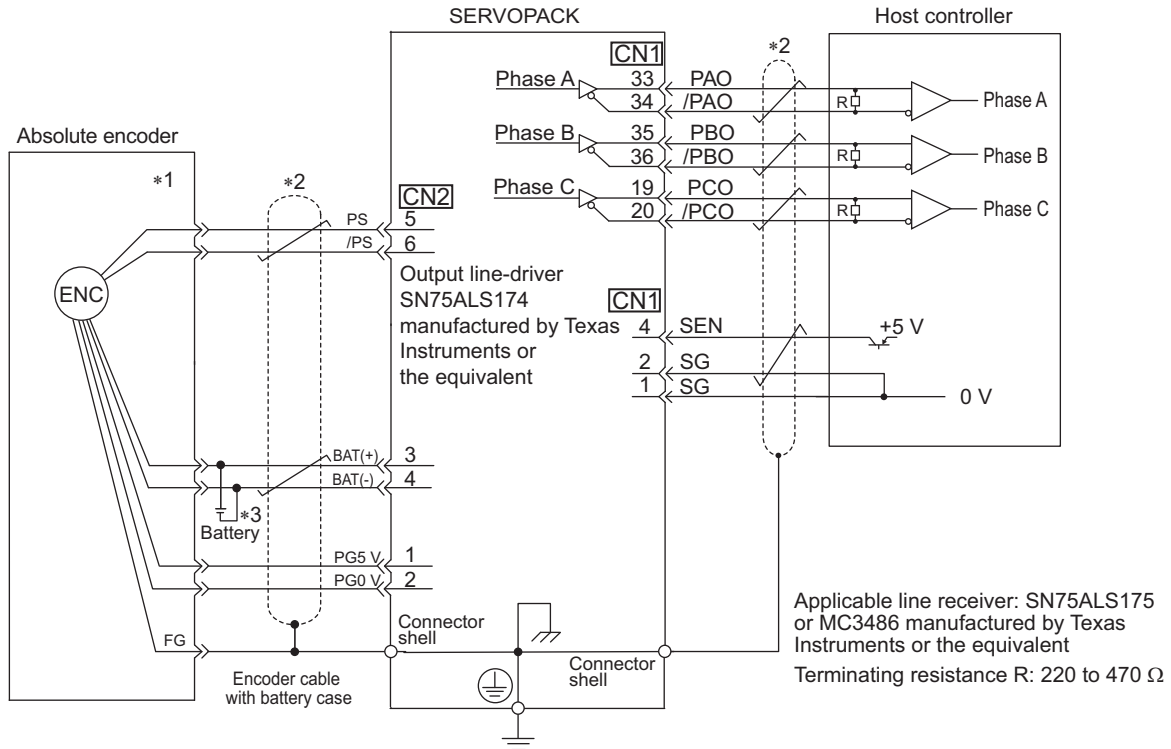 SERVOPACK
Host controller
CN1
*2
Phase A
33
PAO
34
/PAO
R
Phase A
Phase B
35
PBO
36
/PBO
R
Phase B
Phase C
19
PCO
20
/PCO
R
Phase C
Absolute encoder
*1
*2
CN2
PS
5
/PS
6
ENC
Output line-driver
SN75ALS174
manufactured by Texas
Instruments or
the equivalent
CN1
4
SEN
+5 V
2
SG
1
SG
0 V
BAT(+)
3
BAT(-)
4
*3
Battery
PG5 V
1
PG0 V
2
FG
Connector
shell
Connector
shell
Encoder cable
with battery case
Applicable line receiver: SN75ALS175
or MC3486 manufactured by Texas
Instruments or the equivalent
Terminating resistance R: 220 to 470 Ω